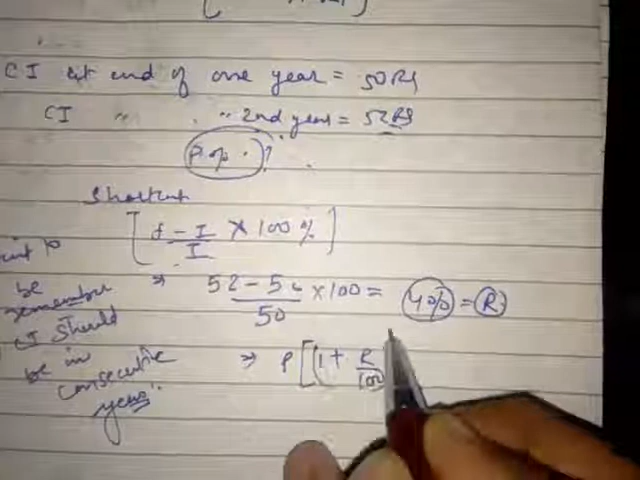 CI at end of one year = 50Rs
CI " " 2nd year = 52Rs
P ?
Shortcut
[ f - I / I × 100 % ]
⇒ 52 - 50 / 50 × 100 = 4% = R
be
remember
CI should
be in
consecutive
years
⇒ P [ ( 1 + R / 100